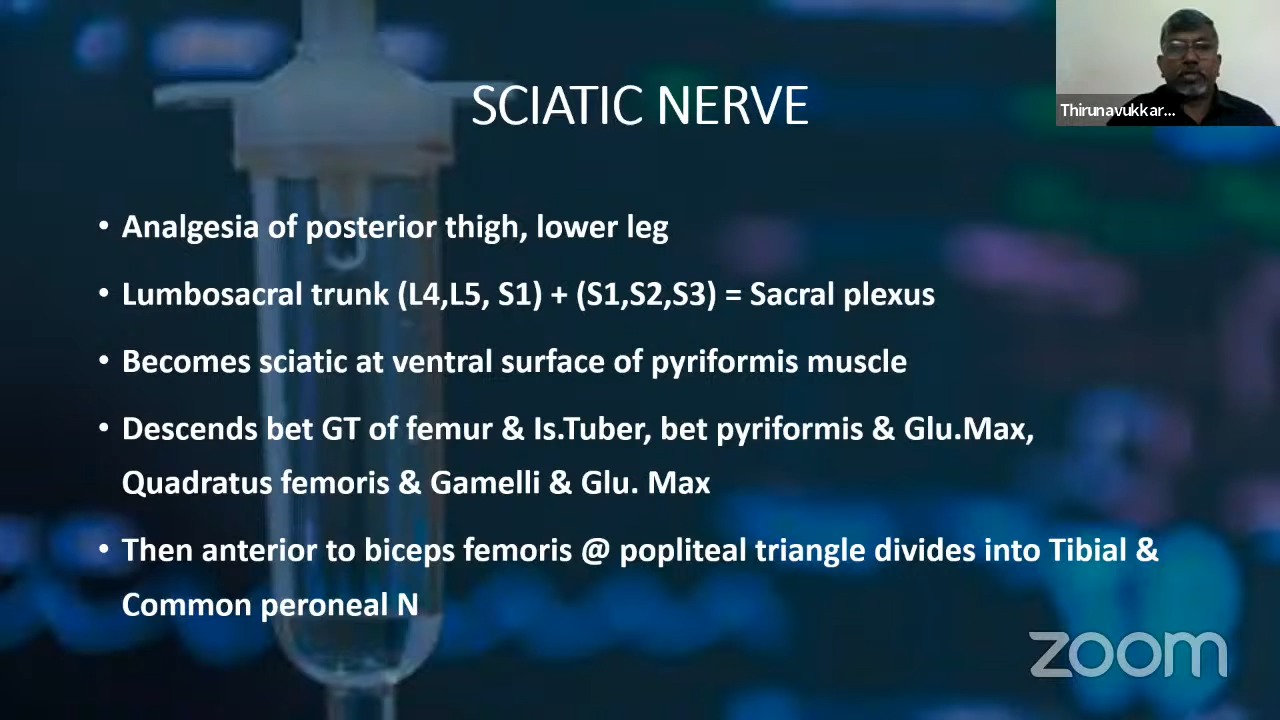 Thirunavukkar...
SCIATIC NERVE
• Analgesia of posterior thigh, lower leg
• Lumbosacral trunk (L4,L5, S1) + (S1,S2,S3) = Sacral plexus
• Becomes sciatic at ventral surface of pyriformis muscle
• Descends bet GT of femur & Is.Tuber, bet pyriformis & Glu.Max,
Quadratus femoris & Gamelli & Glu. Max
• Then anterior to biceps femoris @ popliteal triangle divides into Tibial &
Common peroneal N
zoom